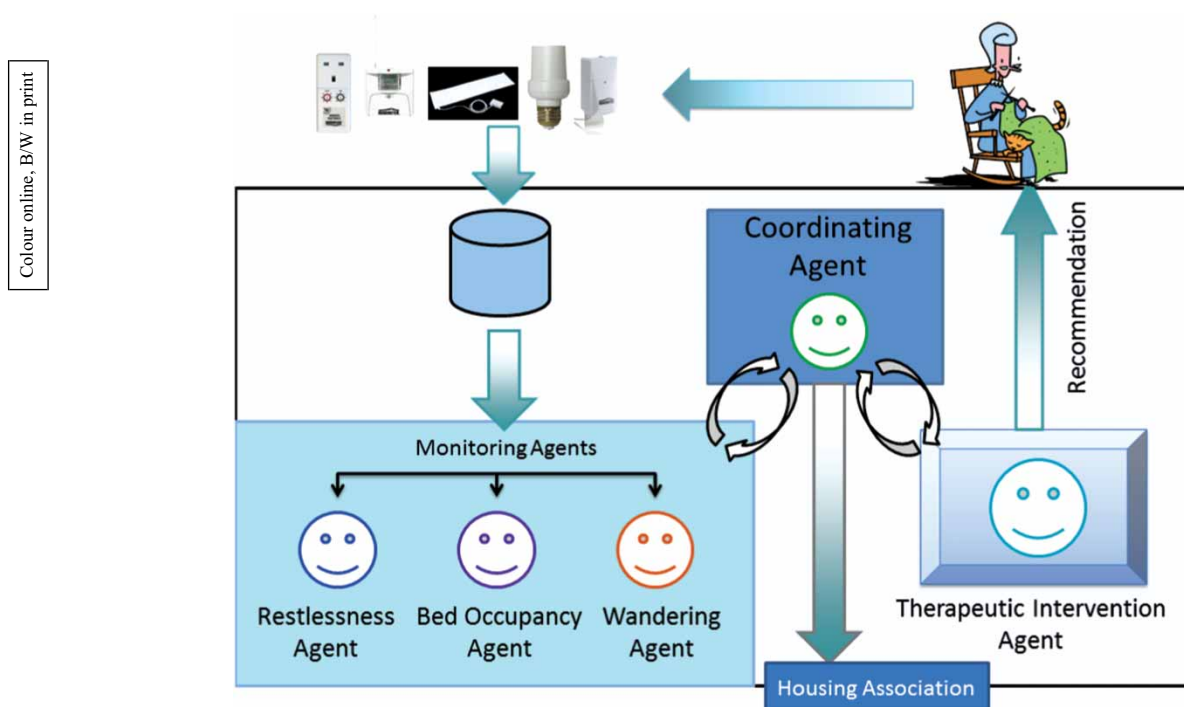 Colour online, B/W in print
Coordinating
Agent
Recommendation
Monitoring Agents
Restlessness
Agent
Bed Occupancy
Agent
Wandering
Agent
Therapeutic Intervention
Agent
Housing Association